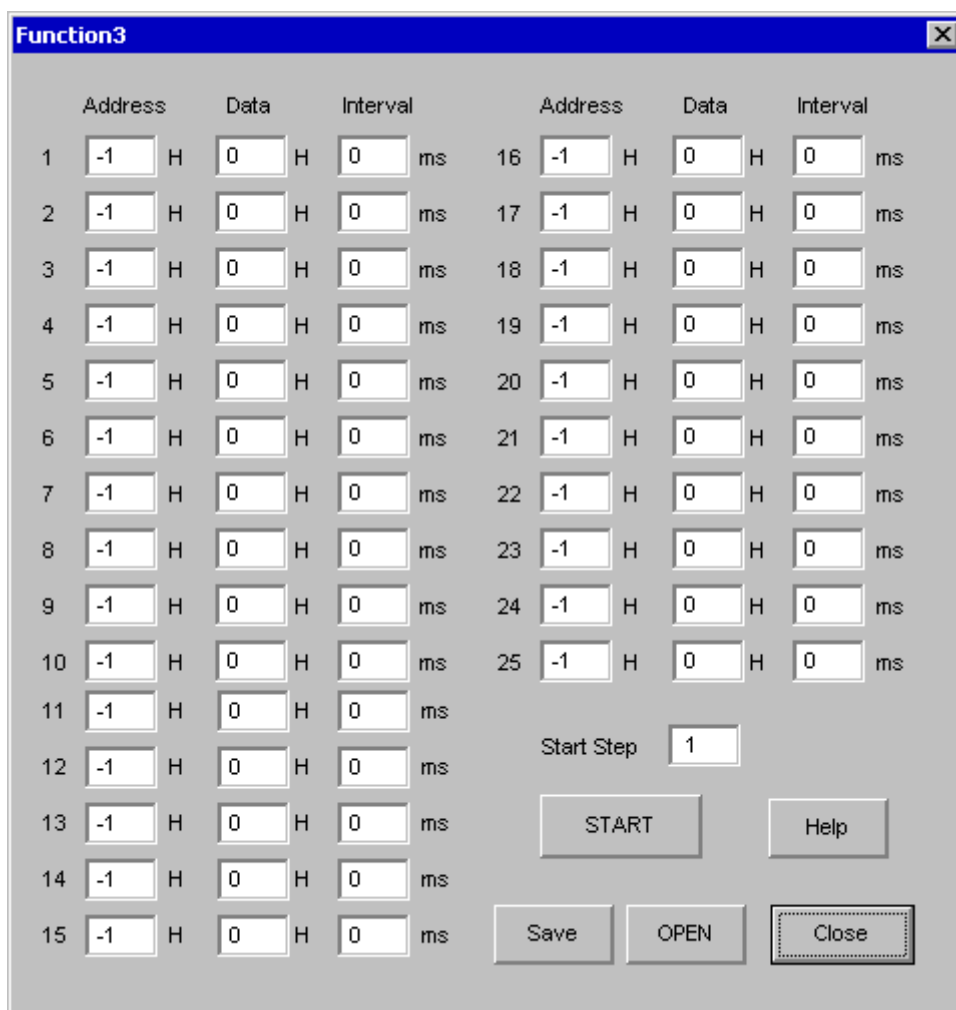 Function3
Address Data Interval Address Data Interval
1 -1 H 0 H 0 ms 16 -1 H 0 H 0 ms
2 -1 H 0 H 0 ms 17 -1 H 0 H 0 ms
3 -1 H 0 H 0 ms 18 -1 H 0 H 0 ms
4 -1 H 0 H 0 ms 19 -1 H 0 H 0 ms
5 -1 H 0 H 0 ms 20 -1 H 0 H 0 ms
6 -1 H 0 H 0 ms 21 -1 H 0 H 0 ms
7 -1 H 0 H 0 ms 22 -1 H 0 H 0 ms
8 -1 H 0 H 0 ms 23 -1 H 0 H 0 ms
9 -1 H 0 H 0 ms 24 -1 H 0 H 0 ms
10 -1 H 0 H 0 ms 25 -1 H 0 H 0 ms
11 -1 H 0 H 0 ms
12 -1 H 0 H 0 ms Start Step 1
13 -1 H 0 H 0 ms START Help
14 -1 H 0 H 0 ms
15 -1 H 0 H 0 ms Save OPEN Close